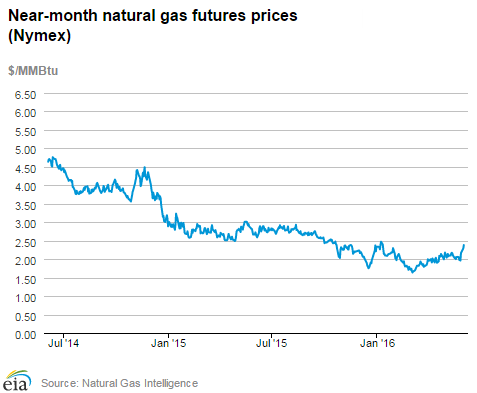 Near-month natural gas futures prices
(Nymex)
$/MMBtu
6.50
6.00
5.50
5.00
4.50
4.00
3.50
3.00
2.50
2.00
1.50
1.00
0.50
0.00
Jul '14
Jan '15
Jul '15
Jan '16
eia
Source: Natural Gas Intelligence